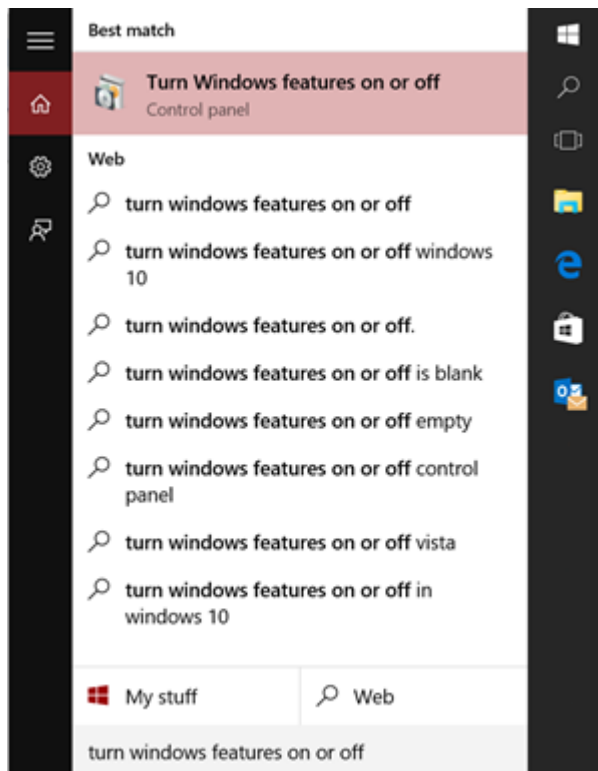 Best match
Turn Windows features on or off
Control panel
Web
turn windows features on or off
turn windows features on or off windows
10
turn windows features on or off.
turn windows features on or off is blank
turn windows features on or off empty
turn windows features on or off control
panel
turn windows features on or off vista
turn windows features on or off in
windows 10
My stuff
Web
turn windows features on or off